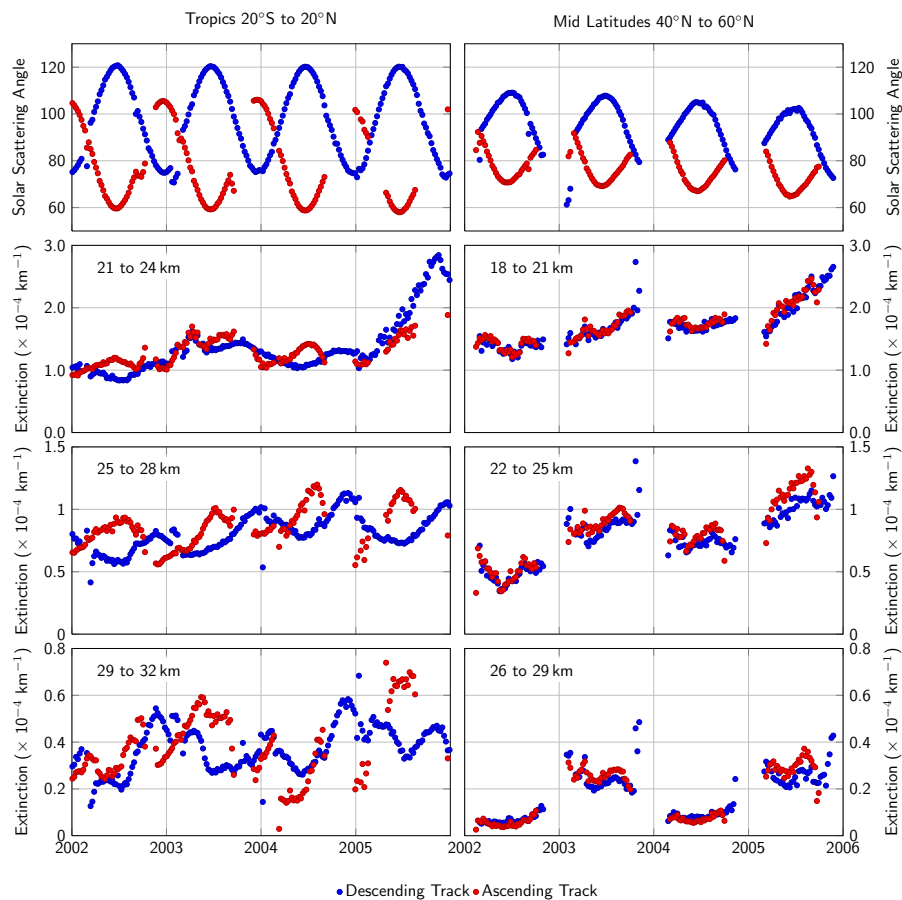 Tropics 20°S to 20°N
Mid Latitudes 40°N to 60°N
Solar Scattering Angle
120
100
80
60
120
100
80
60
Solar Scattering Angle
Extinction (× 10⁻⁴ km⁻¹)
3.0
2.0
1.0
0.0
21 to 24 km
18 to 21 km
3.0
2.0
1.0
0.0
Extinction (× 10⁻⁴ km⁻¹)
Extinction (× 10⁻⁴ km⁻¹)
1.5
1
0.5
0
25 to 28 km
22 to 25 km
1.5
1
0.5
0
Extinction (× 10⁻⁴ km⁻¹)
Extinction (× 10⁻⁴ km⁻¹)
0.8
0.6
0.4
0.2
0
29 to 32 km
26 to 29 km
0.8
0.6
0.4
0.2
0
Extinction (× 10⁻⁴ km⁻¹)
2002 2003 2004 2005 2002 2003 2004 2005 2006
Descending Track Ascending Track